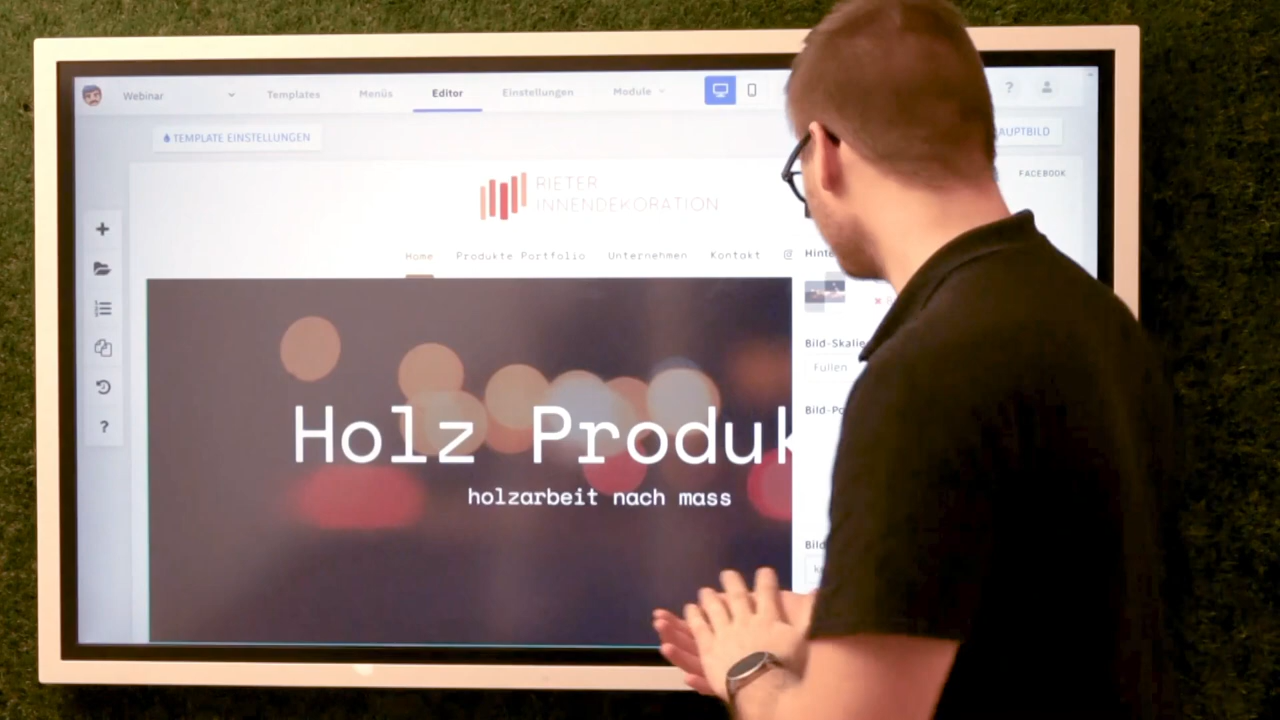 Webinar
Templates
Menüs
Editor
Einstellungen
Module
?
TEMPLATE EINSTELLUNGEN
AUPTBILD
FACEBOOK
RIETER
INNENDEKORATION
Home
Produkte Portfolio
Unternehmen
Kontakt
Hinte
Bild-Skalie
Füllen
Bild-Po
?
Holz Produk
holzarbeit nach mass
Bild